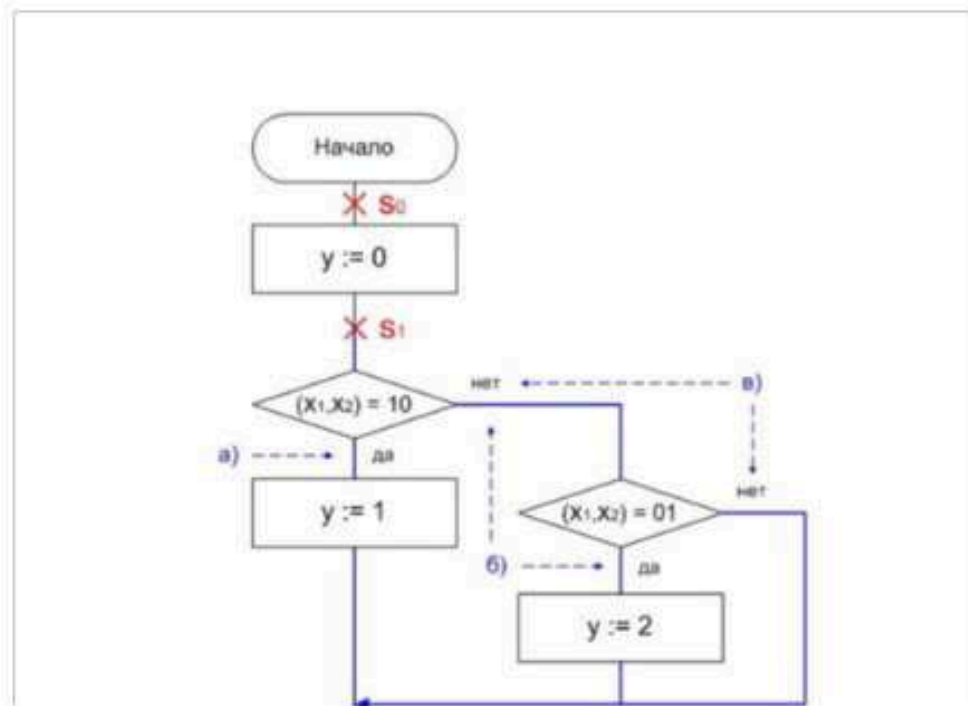 Начало
S0
y := 0
S1
нет
в)
(x1,x2) = 10
а)
да
нет
y := 1
(x1,x2) = 01
б)
да
y := 2